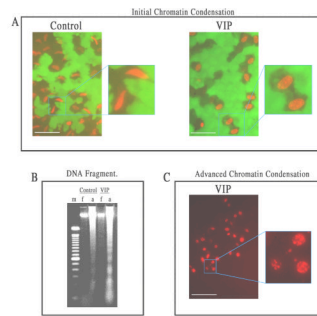 Initial Chromatin Condensation
A
Control
VIP
B
DNA Fragment.
Control VIP
m f a f a
C
Advanced Chromatin Condensation
VIP